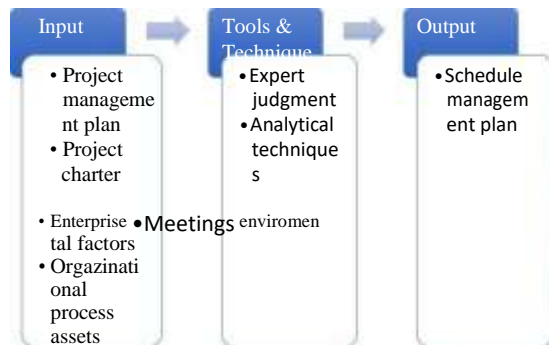 Input
• Project
manageme
nt plan
• Project
charter
• Enterprise •Meetings enviromen
tal factors
• Orgazinati
onal
process
assets
Tools &
Technique
•Expert
judgment
•Analytical
technique
s
Output
•Schedule
managem
ent plan